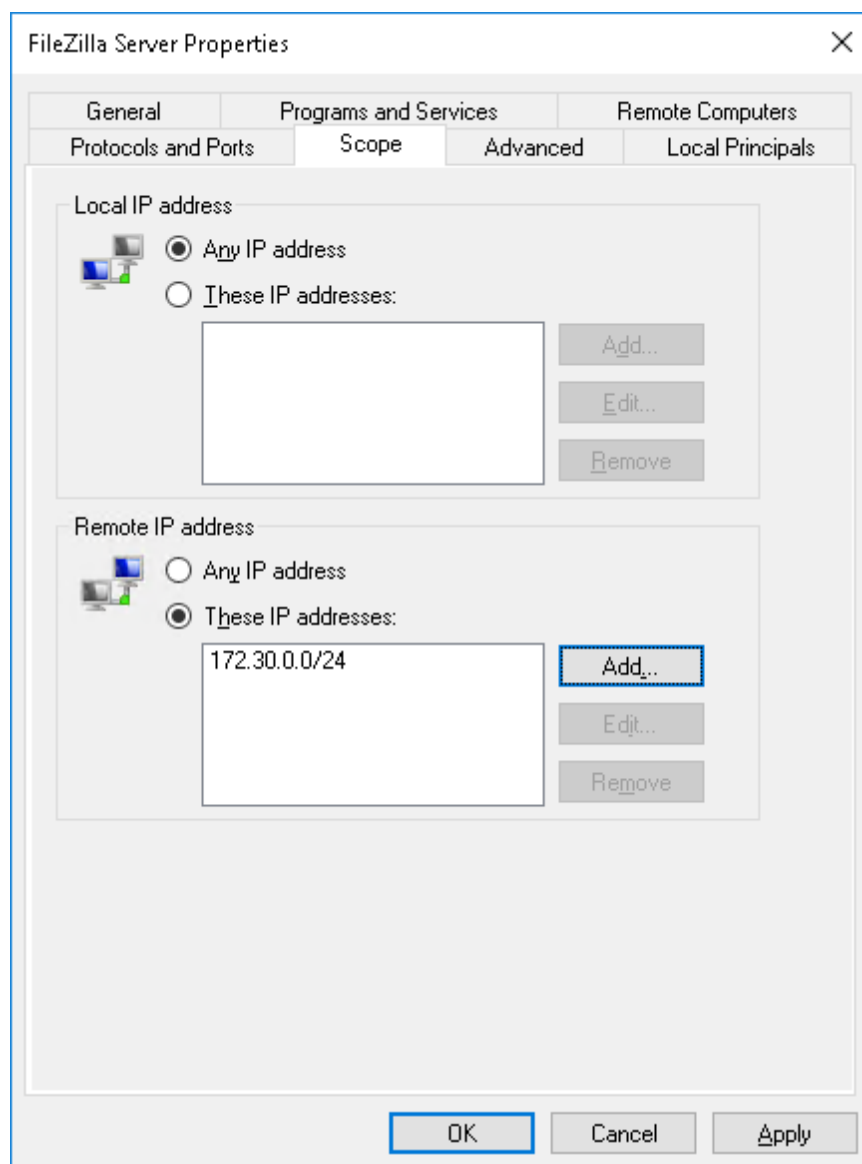 FileZilla Server Properties
General
Programs and Services
Remote Computers
Protocols and Ports
Scope
Advanced
Local Principals
Local IP address
Any IP address
These IP addresses:
Add...
Edit...
Remove
Remote IP address
Any IP address
These IP addresses:
172.30.0.0/24
Add...
Edit...
Remove
OK
Cancel
Apply